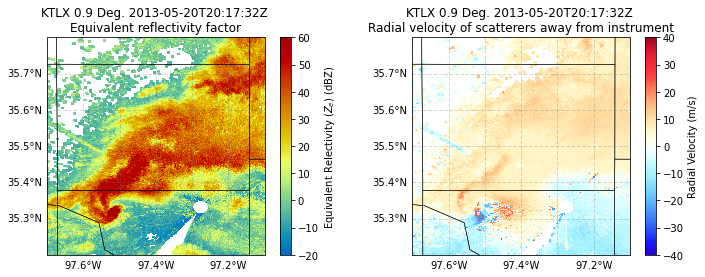 KTLX 0.9 Deg. 2013-05-20T20:17:32Z
Equivalent reflectivity factor
35.7°N
35.6°N
35.5°N
35.4°N
35.3°N
97.6°W 97.4°W 97.2°W
60
50
40
30
20
10
0
−10
−20
Equivalent Relectivity (Ze) (dBZ)
KTLX 0.9 Deg. 2013-05-20T20:17:32Z
Radial velocity of scatterers away from instrument
35.7°N
35.6°N
35.5°N
35.4°N
35.3°N
97.6°W 97.4°W 97.2°W
40
30
20
10
0
−10
−20
−30
−40
Radial Velocity (m/s)